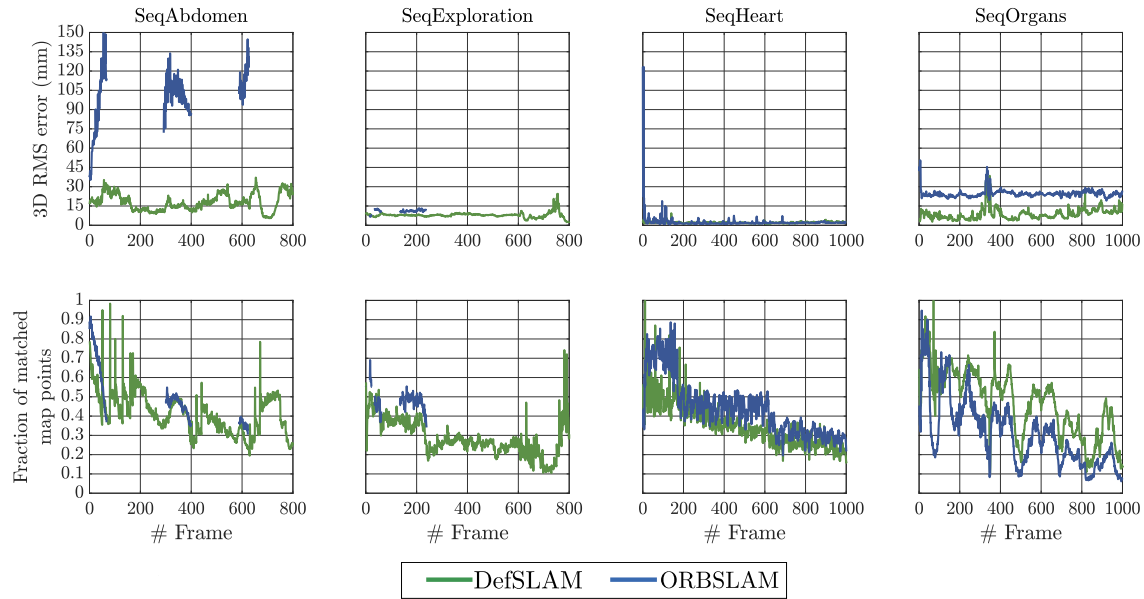 SeqAbdomen SeqExploration SeqHeart SeqOrgans
3D RMS error (mm)
150
135
120
105
90
75
60
45
30
15
0
0 200 400 600 800
0 200 400 600 800
0 200 400 600 800 1000
0 200 400 600 800 1000
Fraction of matched
map points
1
0.9
0.8
0.7
0.6
0.5
0.4
0.3
0.2
0.1
0
0 200 400 600 800
0 200 400 600 800
0 200 400 600 800 1000
0 200 400 600 800 1000
# Frame # Frame # Frame # Frame
DefSLAM ORBSLAM